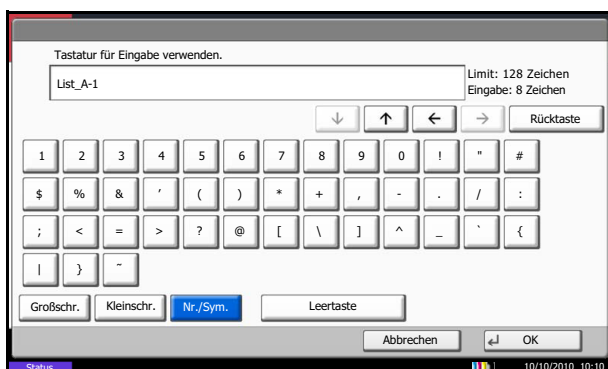 Tastatur für Eingabe verwenden.
List_A-1
Limit: 128 Zeichen
Eingabe: 8 Zeichen
↓ ↑ ← → Rücktaste
1 2 3 4 5 6 7 8 9 0 ! " #
$ % & ' ( ) * + , - . / :
; < = > ? @ [ \ ] ^ _ ` {
| } ~
Großschr. Kleinschr. Nr./Sym. Leertaste
Abbrechen ↵ OK
Status 10/10/2010 10:10